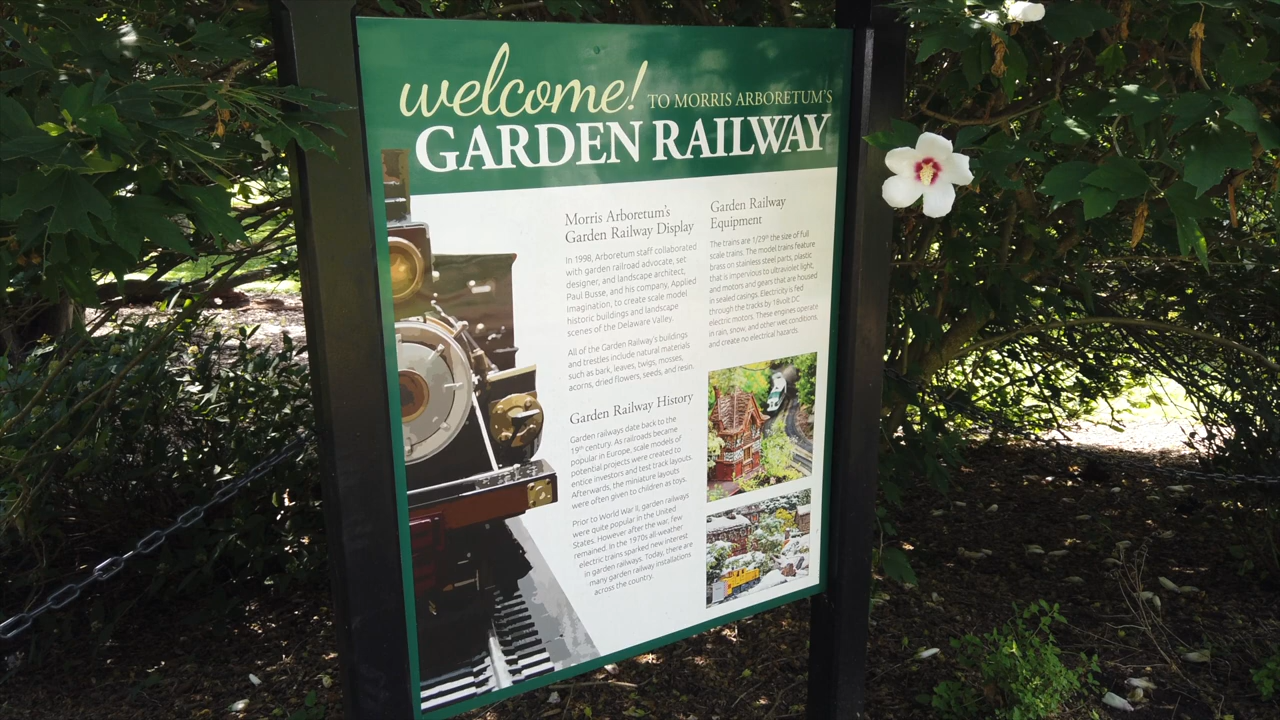 welcome! TO MORRIS ARBORETUM'S
GARDEN RAILWAY
Morris Arboretum's
Garden Railway Display
In 1998, Arboretum staff collaborated
with garden railroad advocate, set
designer, and landscape architect,
Paul Busse, and his company, Applied
Imagination, to create scale model
historic buildings and landscape
scenes of the Delaware Valley.
All of the Garden Railway's buildings
and trestles include natural materials
such as bark, leaves, twigs, mosses,
acorns, dried flowers, seeds, and resin.
Garden Railway History
Garden railways date back to the
19th century. As railroads became
popular in Europe, scale models of
potential projects were created to
entice investors and test track layouts.
Afterwards, the miniature layouts
were often given to children as toys.
Prior to World War II, garden railways
were quite popular in the United
States. However after the war, few
remained. In the 1970s all-weather
electric trains sparked new interest
in garden railways. Today, there are
many garden railway installations
across the country.
Garden Railway
Equipment
The trains are 1/29th the size of full
scale trains. The model trains feature
brass on stainless steel parts, plastic
that is impervious to ultraviolet light,
and motors and gears that are housed
in sealed casings. Electricity is fed
through the tracks by 18volt DC
electric motors. These engines operate
in rain, snow, and other wet conditions,
and create no electrical hazards.